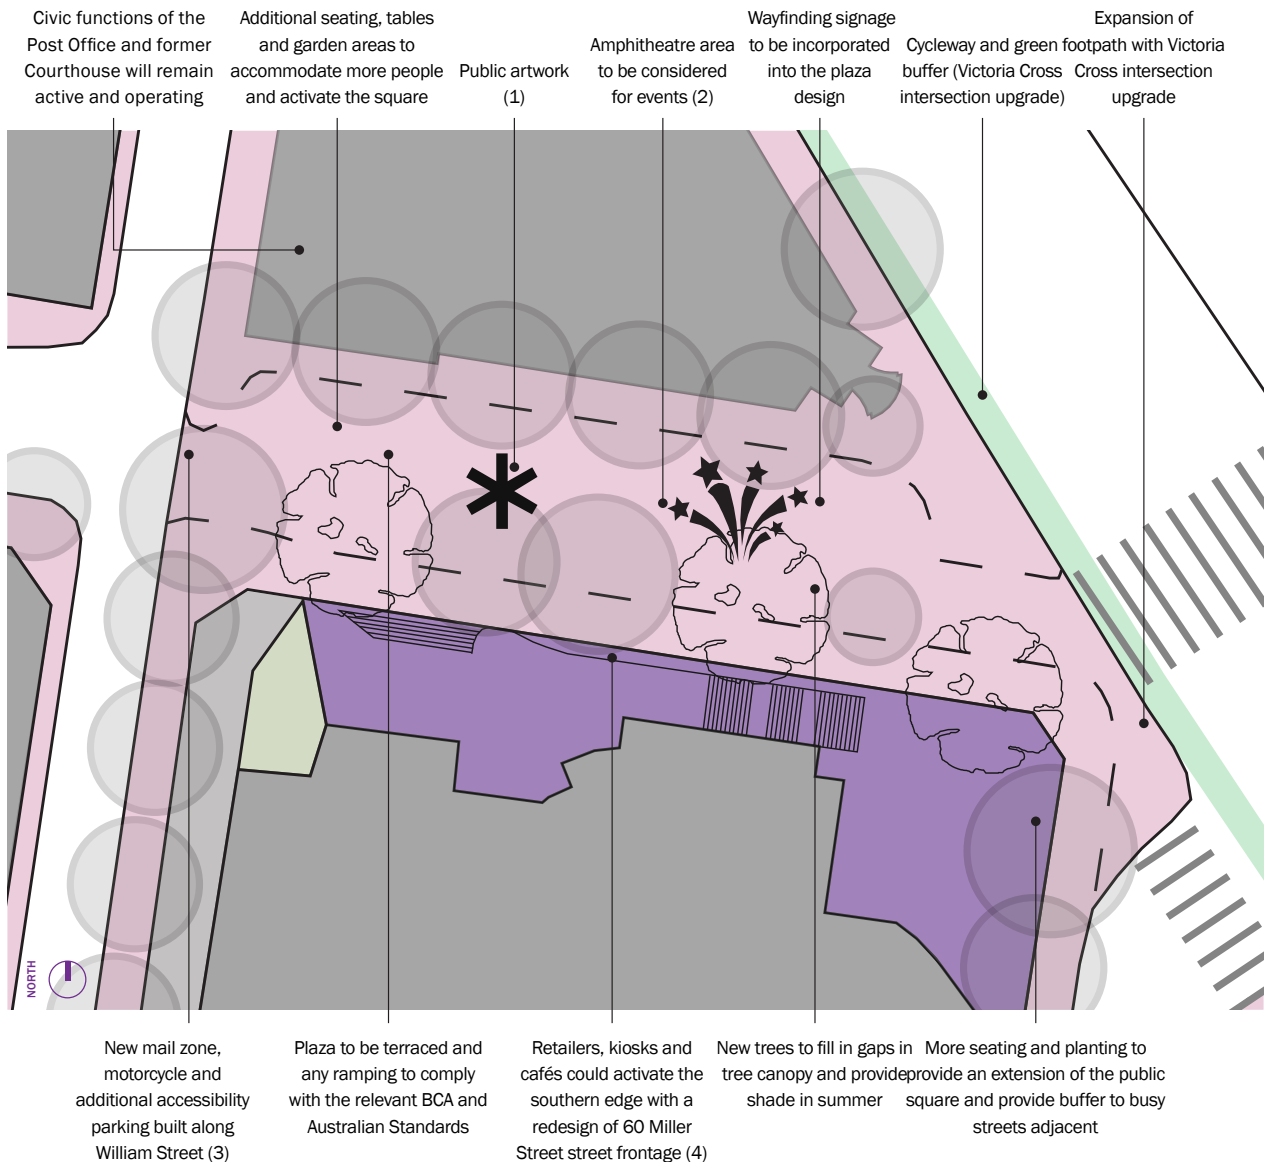 Civic functions of the
Post Office and former
Courthouse will remain
active and operating
Additional seating, tables
and garden areas to
accommodate more people
and activate the square
Public artwork
(1)
Amphitheatre area
to be considered
for events (2)
Wayfinding signage
to be incorporated
into the plaza
design
Cycleway and green
buffer (Victoria Cross
intersection upgrade)
Expansion of
footpath with Victoria
Cross intersection
upgrade
NORTH
New mail zone,
motorcycle and
additional accessibility
parking built along
William Street (3)
Plaza to be terraced and
any ramping to comply
with the relevant BCA and
Australian Standards
Retailers, kiosks and
cafés could activate the
southern edge with a
redesign of 60 Miller
Street street frontage (4)
New trees to fill in gaps in
tree canopy and provide
shade in summer
More seating and planting to
provide an extension of the public
square and provide buffer to busy
streets adjacent